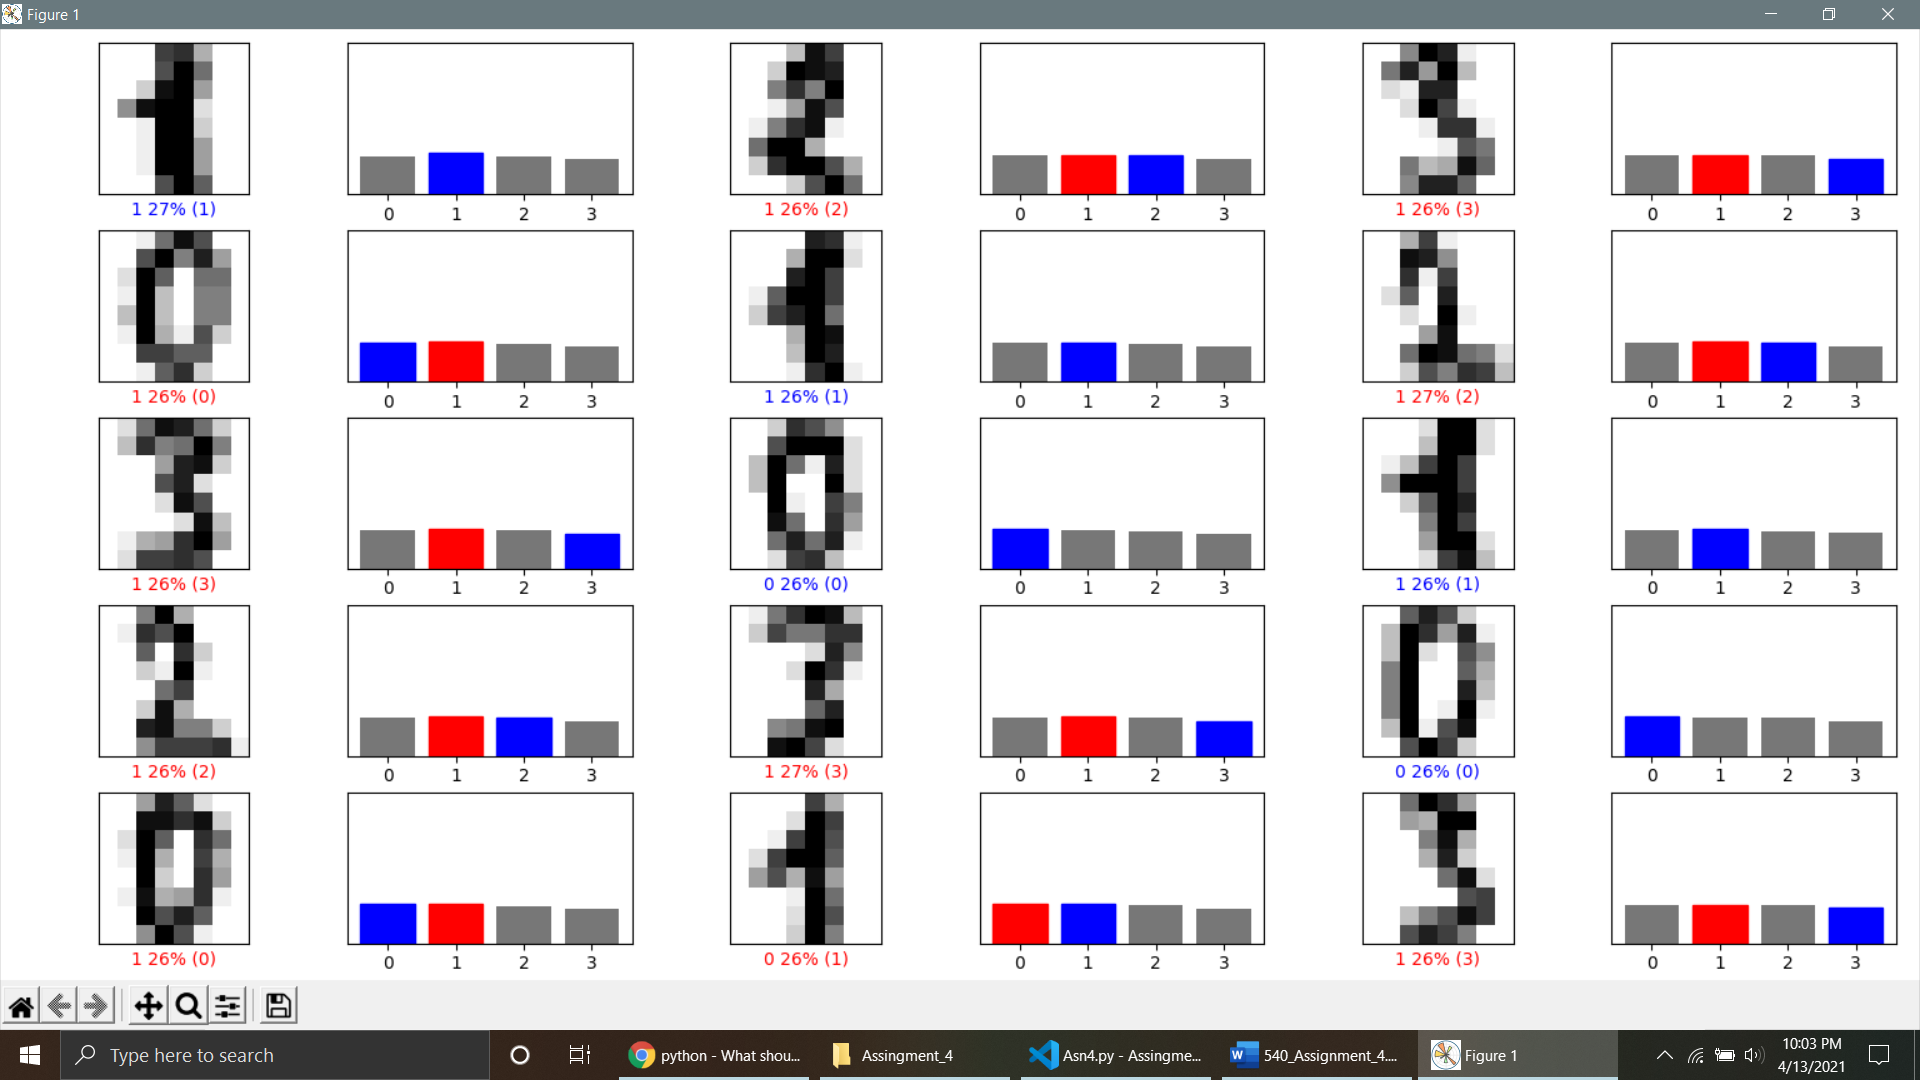 Figure 1
1 27% (1)
0 1 2 3
1 26% (2)
0 1 2 3
1 26% (3)
0 1 2 3
1 26% (0)
0 1 2 3
1 26% (1)
0 1 2 3
1 27% (2)
0 1 2 3
1 26% (3)
0 1 2 3
0 26% (0)
0 1 2 3
1 26% (1)
0 1 2 3
1 26% (2)
0 1 2 3
1 27% (3)
0 1 2 3
0 26% (0)
0 1 2 3
1 26% (0)
0 1 2 3
0 26% (1)
0 1 2 3
1 26% (3)
0 1 2 3
Type here to search
python - What shou...
Assingment_4
Asn4.py - Assingme...
540_Assignment_4....
Figure 1
10:03 PM
4/13/2021